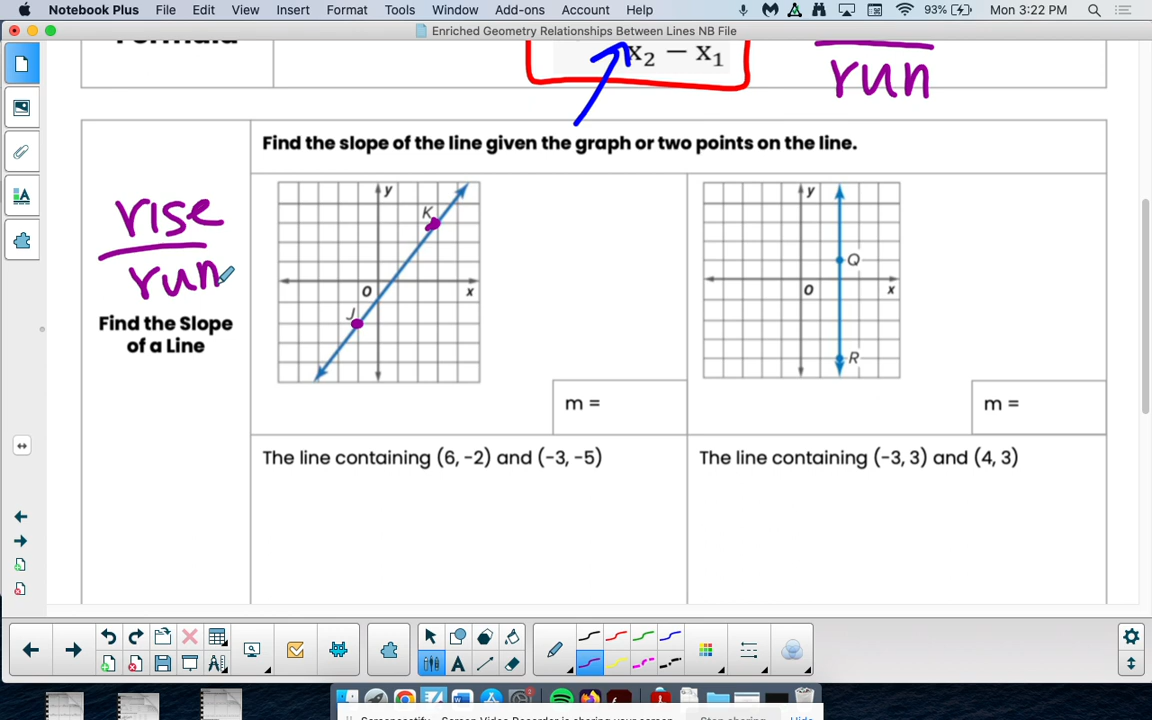 Notebook Plus File Edit View Insert Format Tools Window Add-ons Account Help 93% Mon 3:22 PM
Enriched Geometry Relationships Between Lines NB File
x₂ − x₁
run
Find the slope of the line given the graph or two points on the line.
rise
run
Find the Slope
of a Line
y
K
O
x
J
m =
y
Q
O
x
R
m =
The line containing (6, −2) and (−3, −5)
The line containing (−3, 3) and (4, 3)